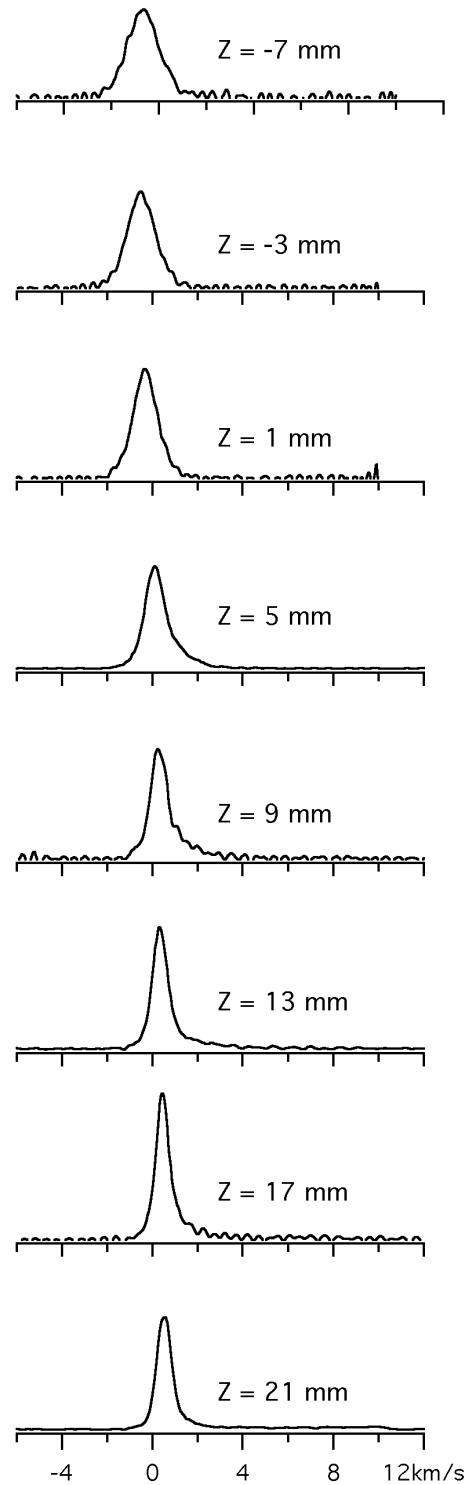 Z = -7 mm
Z = -3 mm
Z = 1 mm
Z = 5 mm
Z = 9 mm
Z = 13 mm
Z = 17 mm
Z = 21 mm
-4 0 4 8 12km/s